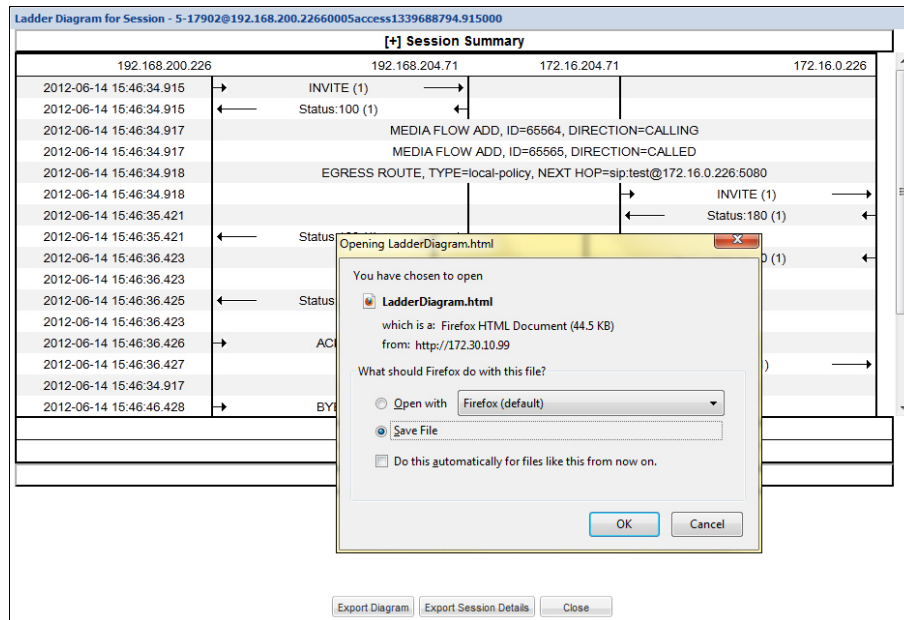 Ladder Diagram for Session - 5-17902@192.168.200.22660005access1339688794.915000
[+] Session Summary
192.168.200.226 192.168.204.71 172.16.204.71 172.16.0.226
2012-06-14 15:46:34.915 INVITE (1)
2012-06-14 15:46:34.915 Status:100 (1)
2012-06-14 15:46:34.917 MEDIA FLOW ADD, ID=65564, DIRECTION=CALLING
2012-06-14 15:46:34.917 MEDIA FLOW ADD, ID=65565, DIRECTION=CALLED
2012-06-14 15:46:34.918 EGRESS ROUTE, TYPE=local-policy, NEXT HOP=sip:test@172.16.0.226:5080
2012-06-14 15:46:34.918 INVITE (1)
2012-06-14 15:46:35.421 Status:180 (1)
2012-06-14 15:46:35.421 Status
2012-06-14 15:46:36.423 0 (1)
2012-06-14 15:46:36.423
2012-06-14 15:46:36.425 Status
2012-06-14 15:46:36.423
2012-06-14 15:46:36.426 AC
2012-06-14 15:46:36.427 )
2012-06-14 15:46:34.917
2012-06-14 15:46:46.428 BY
Opening LadderDiagram.html
You have chosen to open
LadderDiagram.html
which is a: Firefox HTML Document (44.5 KB)
from: http://172.30.10.99
What should Firefox do with this file?
Open with Firefox (default)
Save File
Do this automatically for files like this from now on.
OK Cancel
Export Diagram Export Session Details Close